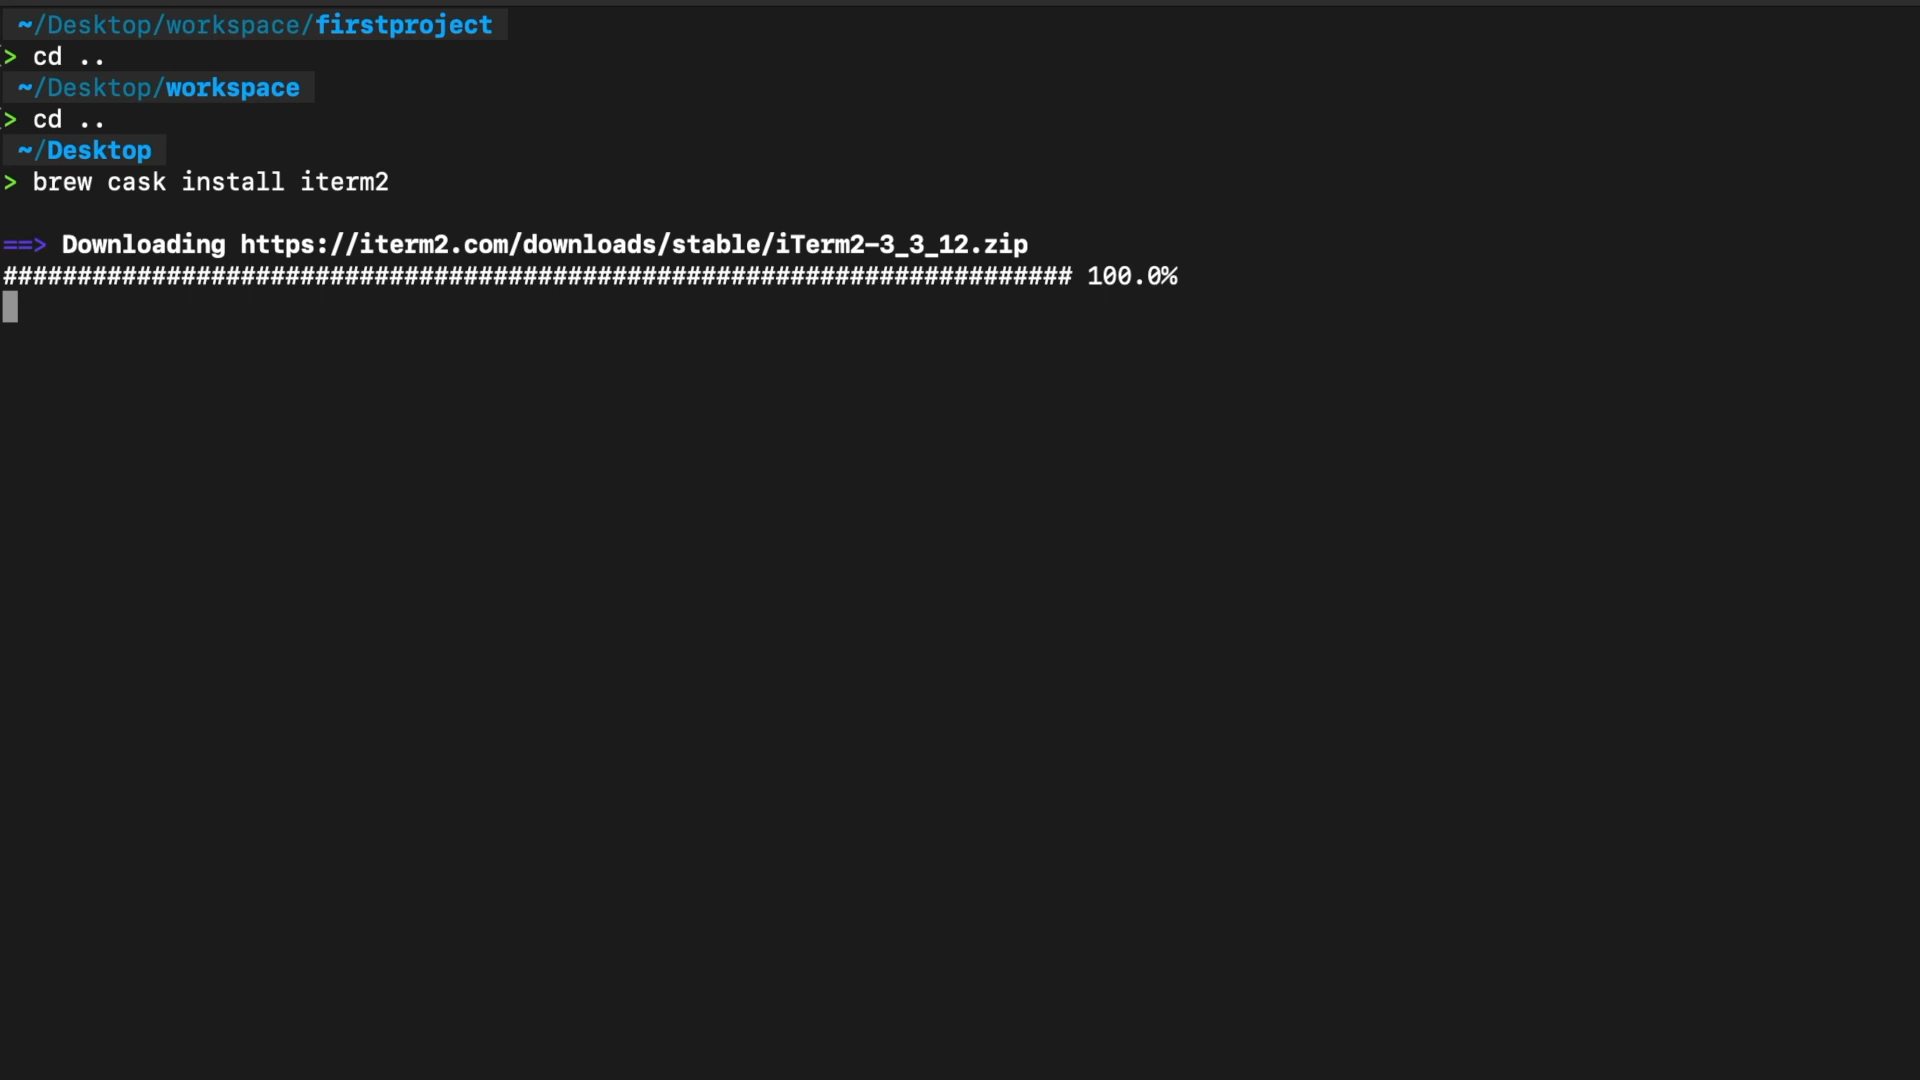 ~/Desktop/workspace/firstproject
> cd ..
~/Desktop/workspace
> cd ..
~/Desktop
> brew cask install iterm2
==> Downloading https://iterm2.com/downloads/stable/iTerm2-3_3_12.zip
######################################################################## 100.0%